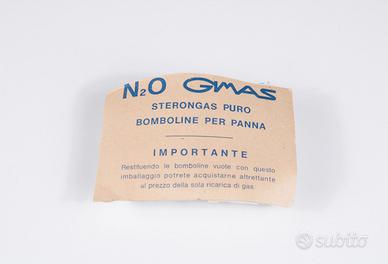 N₂O GMAS
STERONGAS PURO
BOMBOLINE PER PANNA
IMPORTANTE
Restituendo le bomboline vuote con questo
imballaggio potrete acquistarne altrettante
al prezzo della sola ricarica di gas.
subito